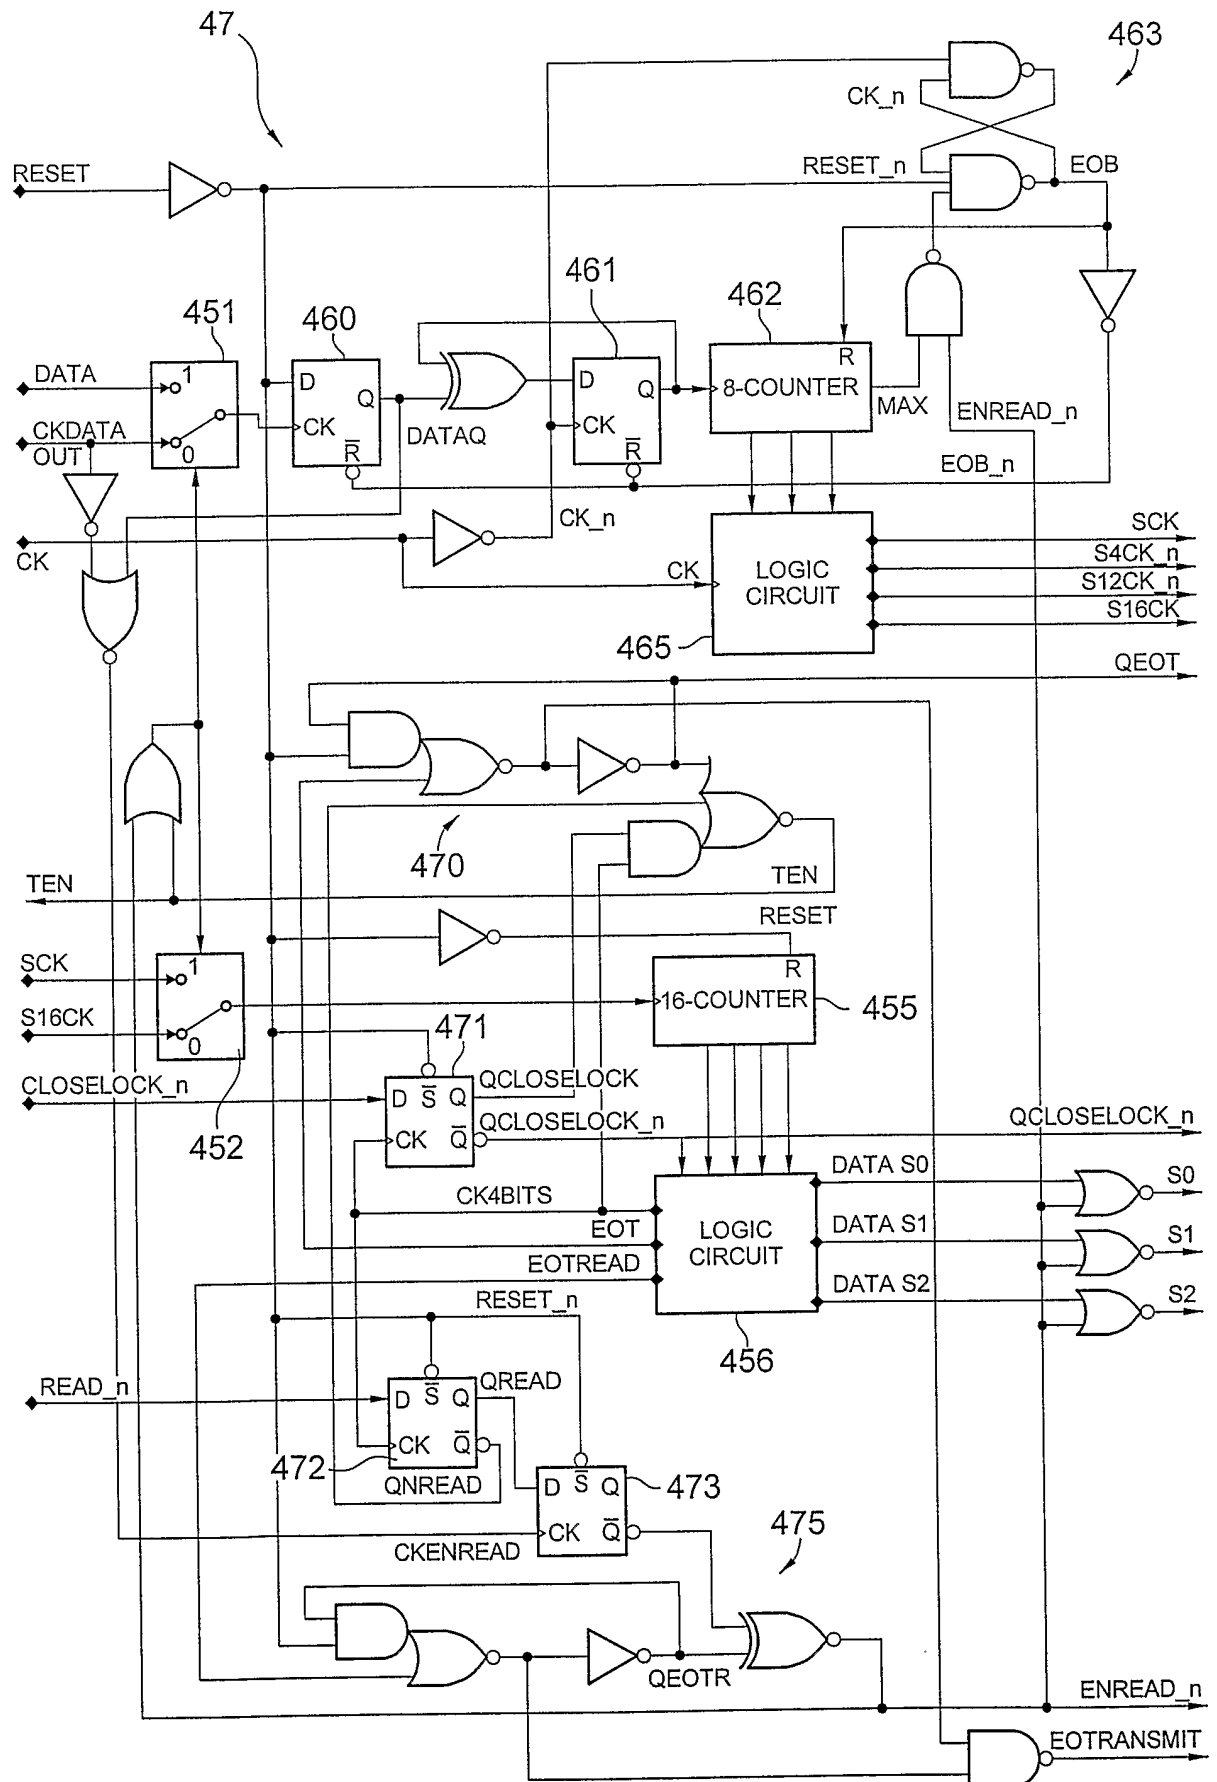 47
463
CK_n
RESET
RESET_n
EOB
461
462
451
460
R
DATA
1
D
Q
D
Q
8-COUNTER
MAX
ENREAD_n
CKDATA
OUT
0
CK
R
DATAQ
CK
R
EOB_n
CK
CK_n
SCK
S4CK_n
S12CK_n
S16CK
CK
LOGIC
CIRCUIT
465
QEOT
470
TEN
TEN
RESET
SCK
1
R
16-COUNTER
455
S16CK
0
471
CLOSELOCK_n
D
S
Q
QCLOSELOCK
452
CK
Q
QCLOSELOCK_n
QCLOSELOCK_n
CK4BITS
EOT
EOTREAD
LOGIC
CIRCUIT
DATA S0
S0
DATA S1
S1
DATA S2
S2
456
RESET_n
READ_n
D
S
Q
QREAD
CK
Q
472
QNREAD
D
S
Q
473
CK
Q
CKENREAD
475
QEOTR
ENREAD_n
EOTRANSMIT